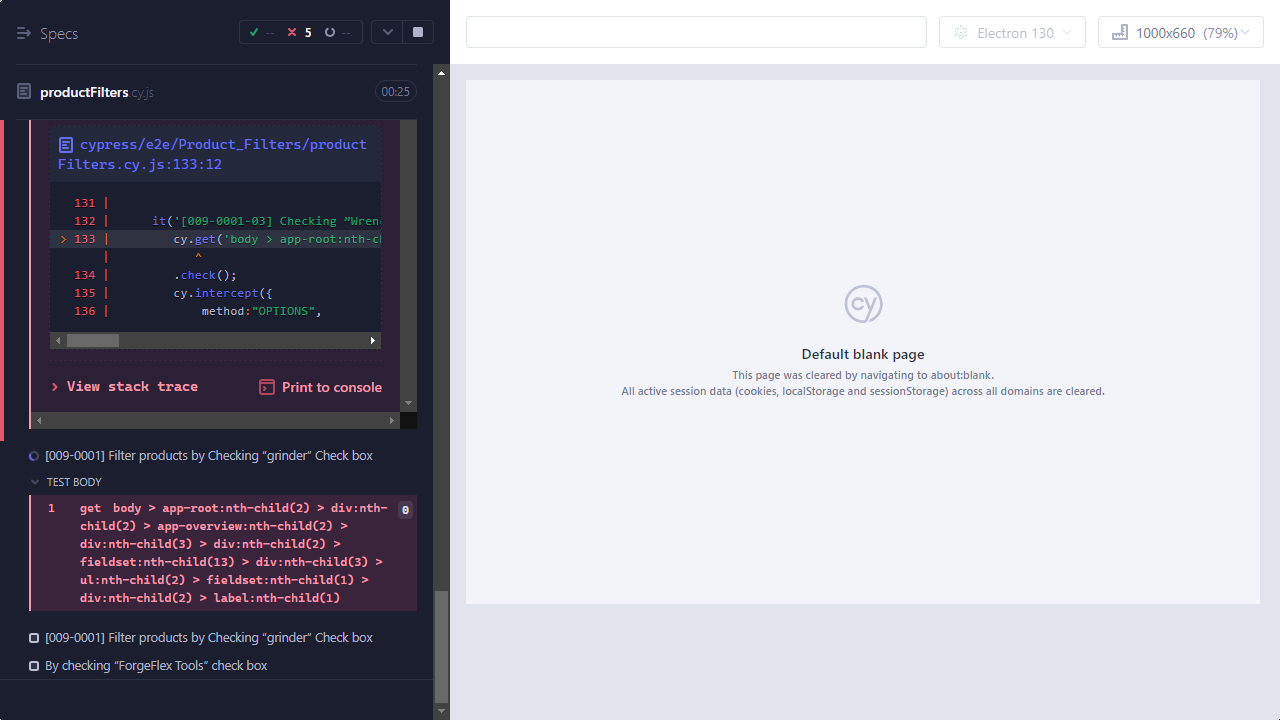 Specs
-- 5 --
Electron 130
1000x660 (79%)
productFilters.cy.js
00:25
cypress/e2e/Product_Filters/product
Filters.cy.js:133:12
131 |
132 | it('[009-0001-03] Checking ”Wren
> 133 | cy.get('body > app-root:nth-c
| ^
134 | .check();
135 | cy.intercept({
136 | method:"OPTIONS",
View stack trace
Print to console
[009-0001] Filter products by Checking “grinder” Check box
TEST BODY
1 get body > app-root:nth-child(2) > div:nth-
child(2) > app-overview:nth-child(2) >
div:nth-child(3) > div:nth-child(2) >
fieldset:nth-child(13) > div:nth-child(3) >
ul:nth-child(2) > fieldset:nth-child(1) >
div:nth-child(2) > label:nth-child(1)
0
[009-0001] Filter products by Checking “grinder” Check box
By checking “ForgeFlex Tools” check box
cy
Default blank page
This page was cleared by navigating to about:blank.
All active session data (cookies, localStorage and sessionStorage) across all domains are cleared.